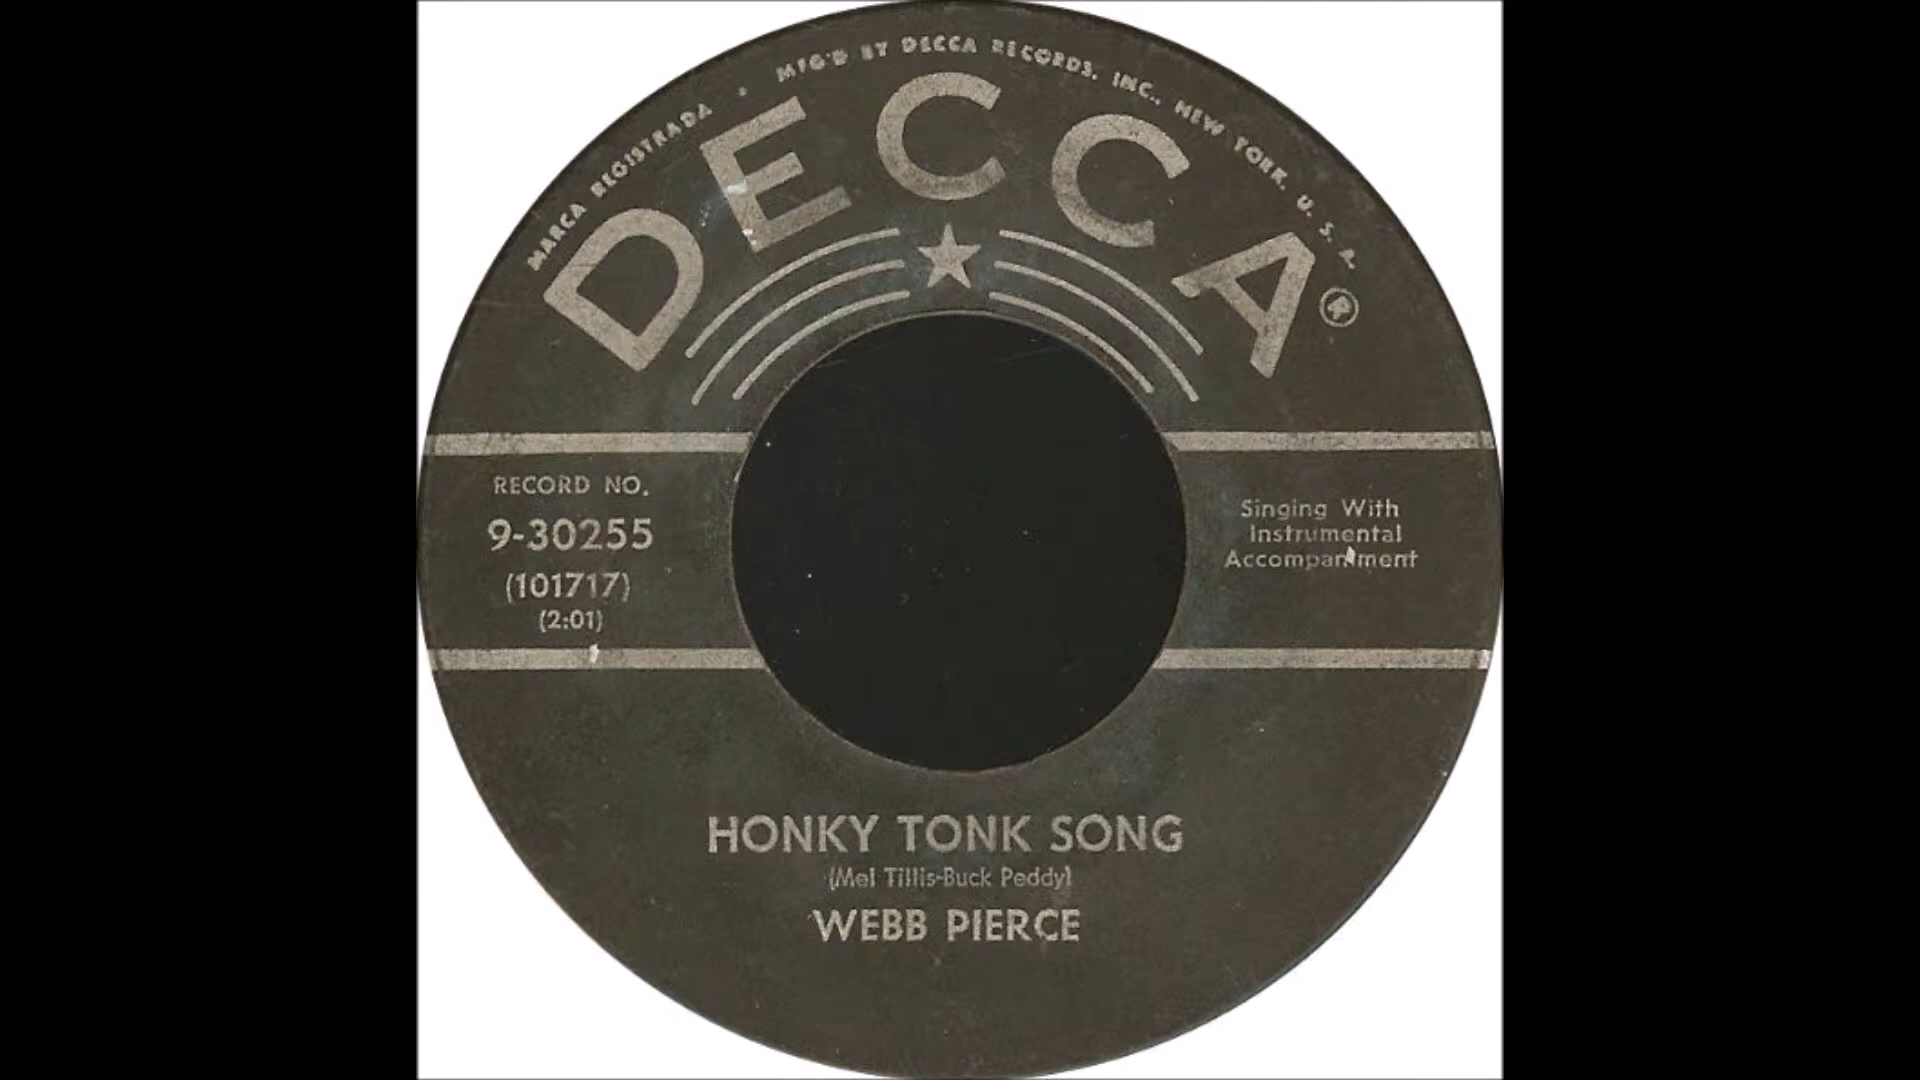 MARCA REGISTRADA • MFG'D BY DECCA RECORDS, INC., NEW YORK, U. S. A.
DECCA®
RECORD NO.
9-30255
(101717)
(2:01)
Singing With
Instrumental
Accompaniment
HONKY TONK SONG
(Mel Tillis-Buck Peddy)
WEBB PIERCE